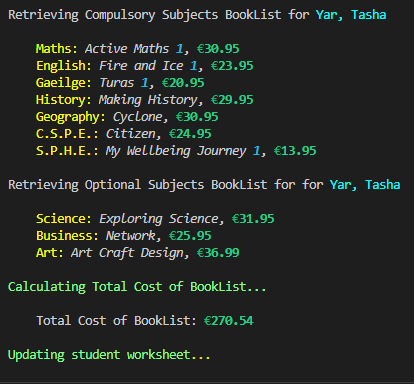 Retrieving Compulsory Subjects BookList for Yar, Tasha
Maths: Active Maths 1, €30.95
English: Fire and Ice 1, €23.95
Gaeilge: Turas 1, €20.95
History: Making History, €29.95
Geography: Cyclone, €30.95
C.S.P.E.: Citizen, €24.95
S.P.H.E.: My Wellbeing Journey 1, €13.95
Retrieving Optional Subjects BookList for for Yar, Tasha
Science: Exploring Science, €31.95
Business: Network, €25.95
Art: Art Craft Design, €36.99
Calculating Total Cost of BookList...
Total Cost of BookList: €270.54
Updating student worksheet...